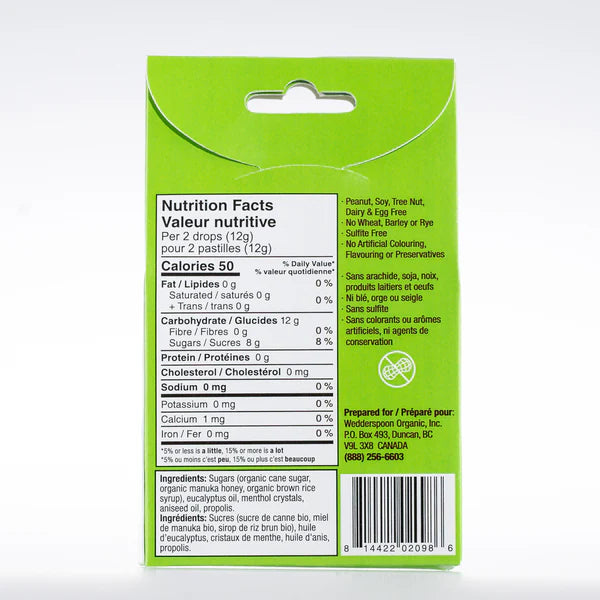 Nutrition Facts
Valeur nutritive
Per 2 drops (12g)
pour 2 pastilles (12g)
Calories 50
% Daily Value*
% valeur quotidienne*
Fat / Lipides 0 g 0 %
Saturated / saturés 0 g
+ Trans / trans 0 g
0 %
Carbohydrate / Glucides 12 g
Fibre / Fibres 0 g 0 %
Sugars / Sucres 8 g 8 %
Protein / Protéines 0 g
Cholesterol / Cholestérol 0 mg
Sodium 0 mg 0 %
Potassium 0 mg 0 %
Calcium 1 mg 0 %
Iron / Fer 0 mg 0 %
*5% or less is a little, 15% or more is a lot
*5% ou moins c'est peu, 15% ou plus c'est beaucoup
Ingredients: Sugars (organic cane sugar,
organic manuka honey, organic brown rice
syrup), eucalyptus oil, menthol crystals,
aniseed oil, propolis.
Ingrédients: Sucres (sucre de canne bio, miel
de manuka bio, sirop de riz brun bio), huile
d'eucalyptus, cristaux de menthe, huile d'anis,
propolis.
· Peanut, Soy, Tree Nut,
Dairy & Egg Free
· No Wheat, Barley or Rye
· Sulfite Free
· No Artificial Colouring,
Flavouring or Preservatives
· Sans arachide, soja, noix,
produits laitiers et oeufs
· Ni blé, orge ou seigle
· Sans sulfite
· Sans colorants ou arômes
artificiels, ni agents de
conservation
Prepared for / Préparé pour:
Wedderspoon Organic, Inc.
P.O. Box 493, Duncan, BC
V9L 3X8 CANADA
(888) 256-6603
8 14422 02098 6